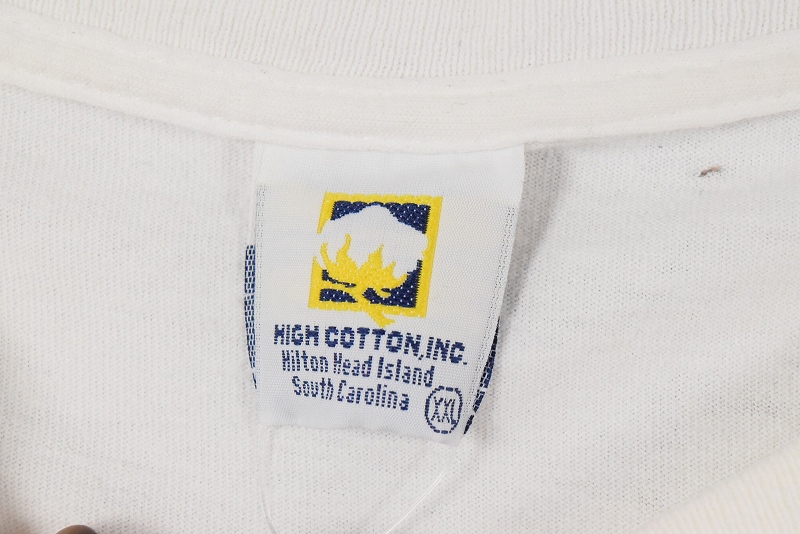 HIGH COTTON, INC.
Hilton Head Island
South Carolina
XXL